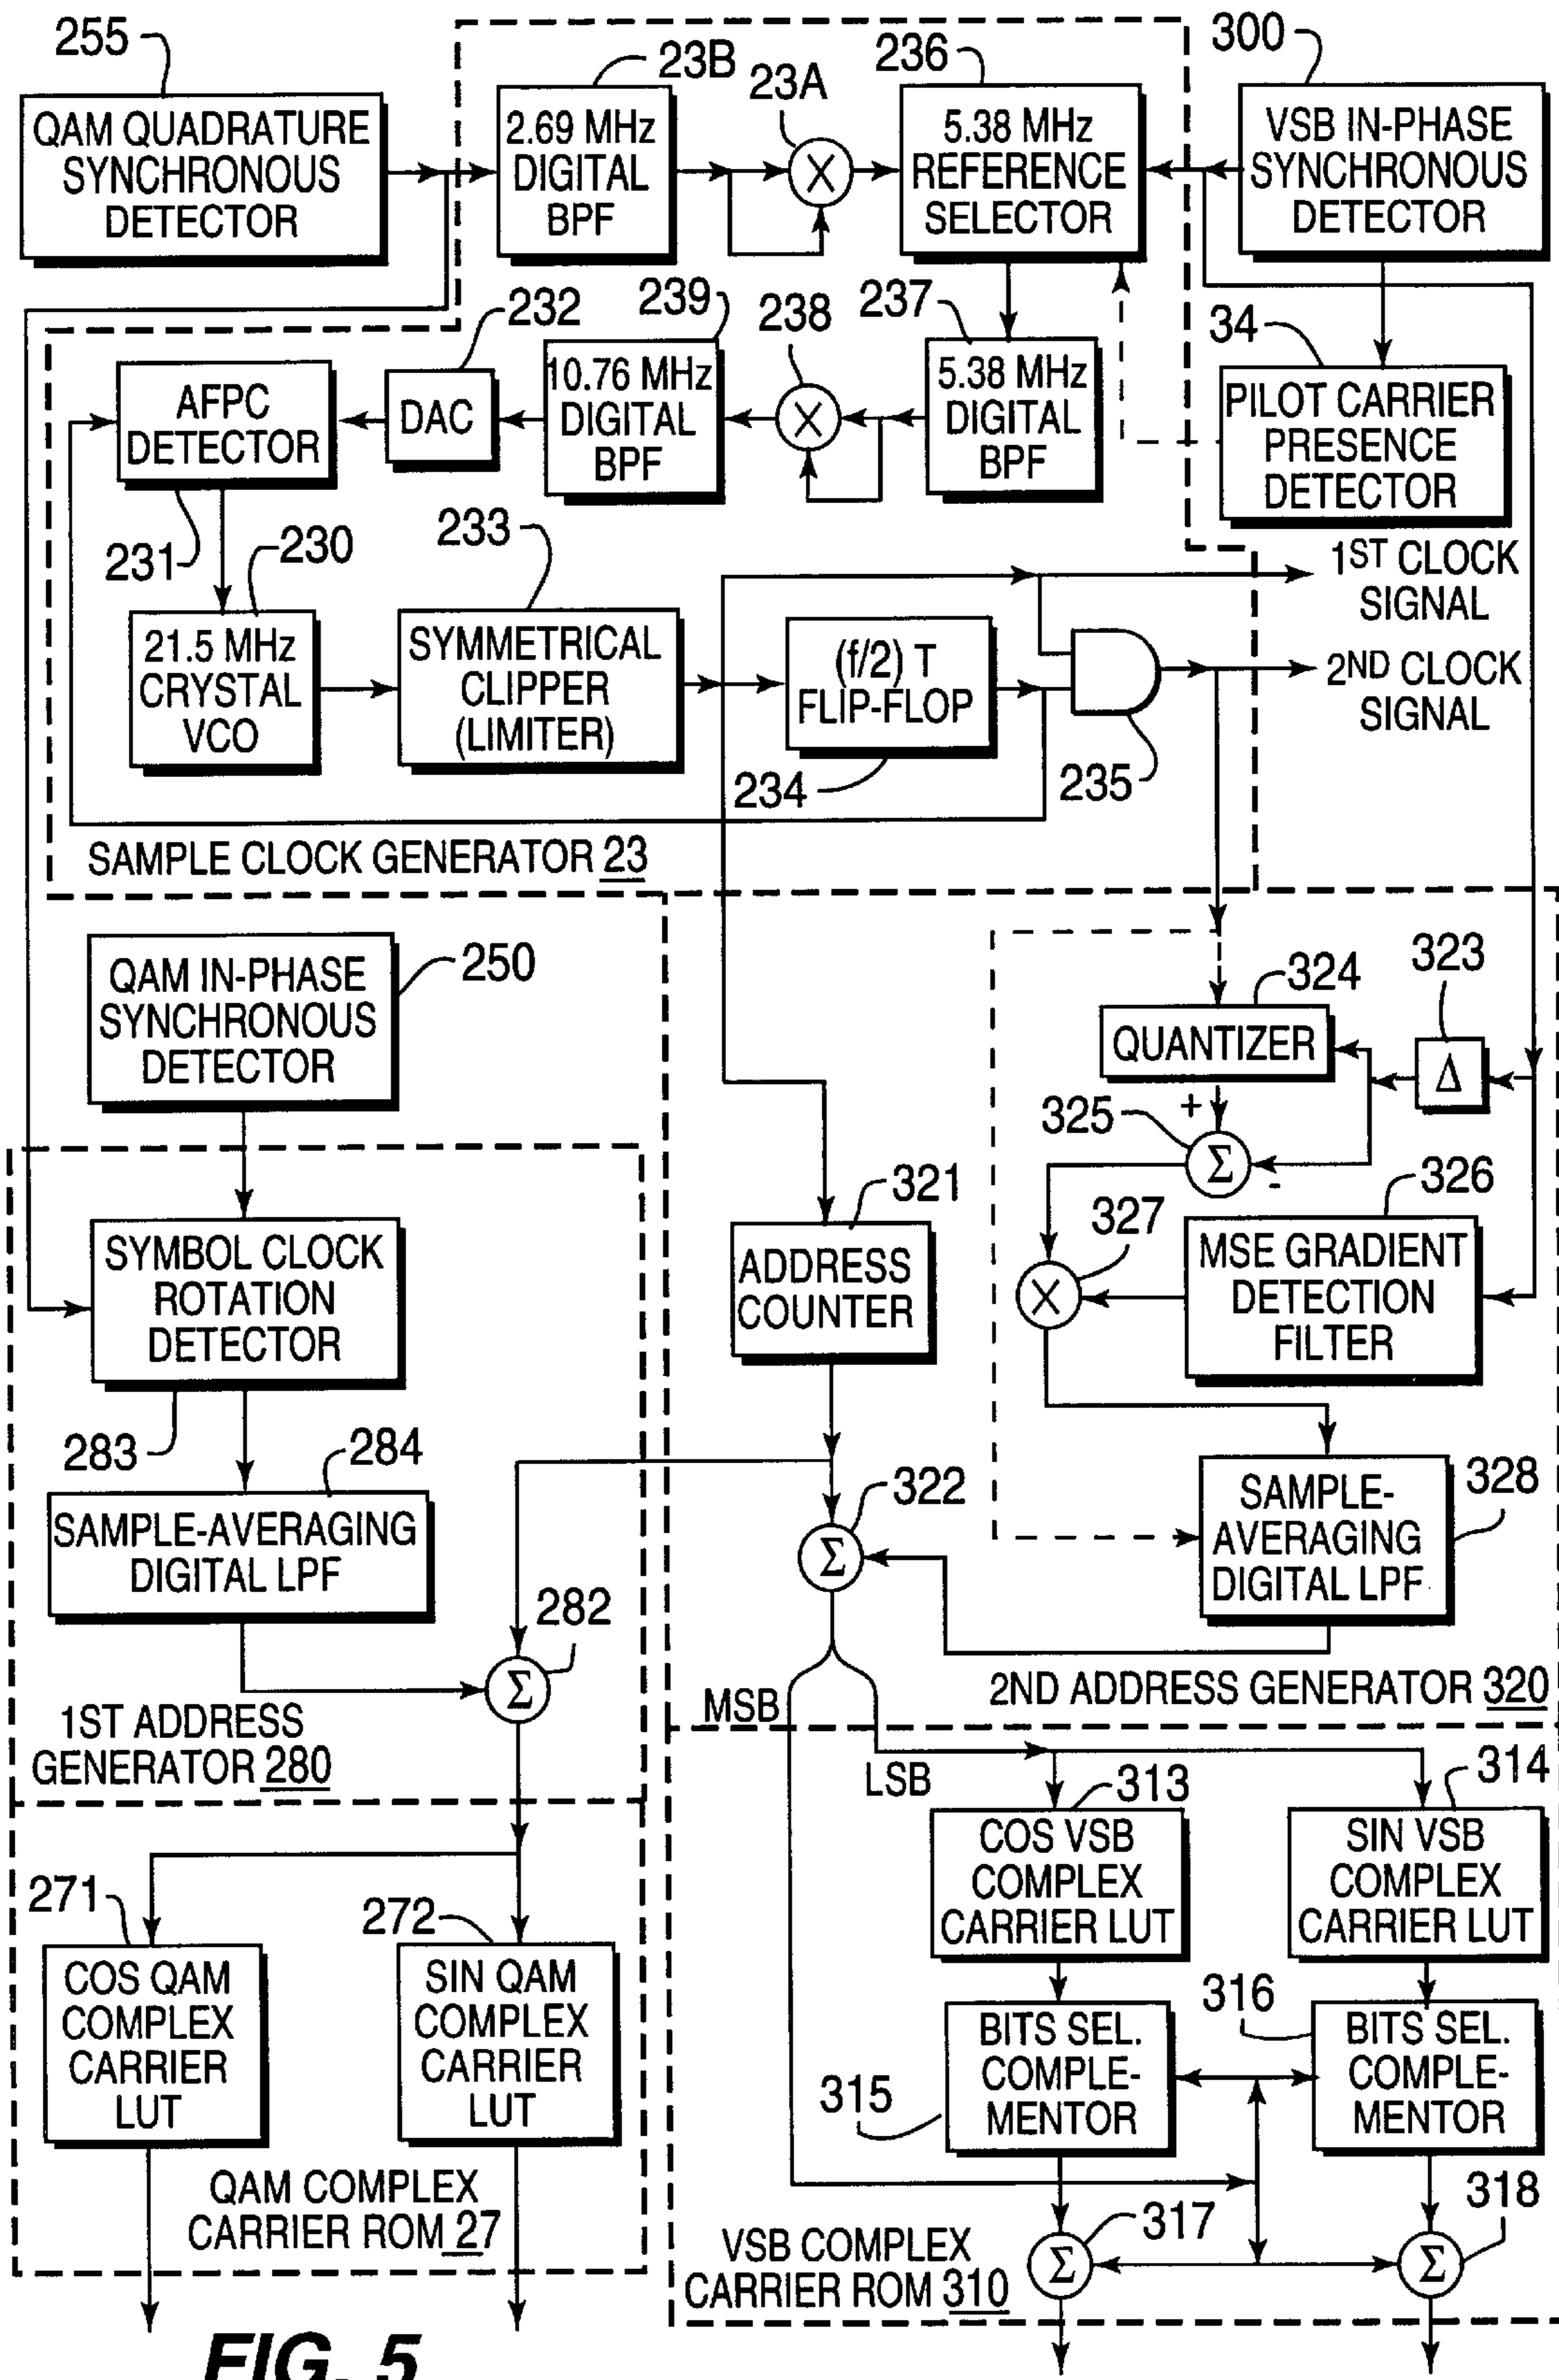 255
23B
23A
236
300
QAM QUADRATURE
SYNCHRONOUS
DETECTOR
2.69 MHz
DIGITAL
BPF
X
5.38 MHz
REFERENCE
SELECTOR
VSB IN-PHASE
SYNCHRONOUS
DETECTOR
232
239
238
237
34
AFPC
DETECTOR
DAC
10.76 MHz
DIGITAL
BPF
X
5.38 MHz
DIGITAL
BPF
PILOT CARRIER
PRESENCE
DETECTOR
231
230
233
1ST CLOCK
SIGNAL
21.5 MHz
CRYSTAL
VCO
SYMMETRICAL
CLIPPER
(LIMITER)
(f/2) T
FLIP-FLOP
2ND CLOCK
SIGNAL
234
235
SAMPLE CLOCK GENERATOR 23
QAM IN-PHASE
SYNCHRONOUS
DETECTOR
250
324
323
QUANTIZER
Δ
+
325
Σ
-
321
327
326
SYMBOL CLOCK
ROTATION
DETECTOR
ADDRESS
COUNTER
X
MSE GRADIENT
DETECTION
FILTER
283
284
322
328
SAMPLE-AVERAGING
DIGITAL LPF
Σ
SAMPLE-
AVERAGING
DIGITAL LPF
282
Σ
1ST ADDRESS
GENERATOR 280
MSB
2ND ADDRESS GENERATOR 320
LSB
313
314
COS VSB
COMPLEX
CARRIER LUT
SIN VSB
COMPLEX
CARRIER LUT
271
272
COS QAM
COMPLEX
CARRIER
LUT
SIN QAM
COMPLEX
CARRIER
LUT
316
315
BITS SEL.
COMPLE-
MENTOR
BITS SEL.
COMPLE-
MENTOR
QAM COMPLEX
CARRIER ROM 27
317
318
VSB COMPLEX
CARRIER ROM 310
Σ
Σ
FIG. 5